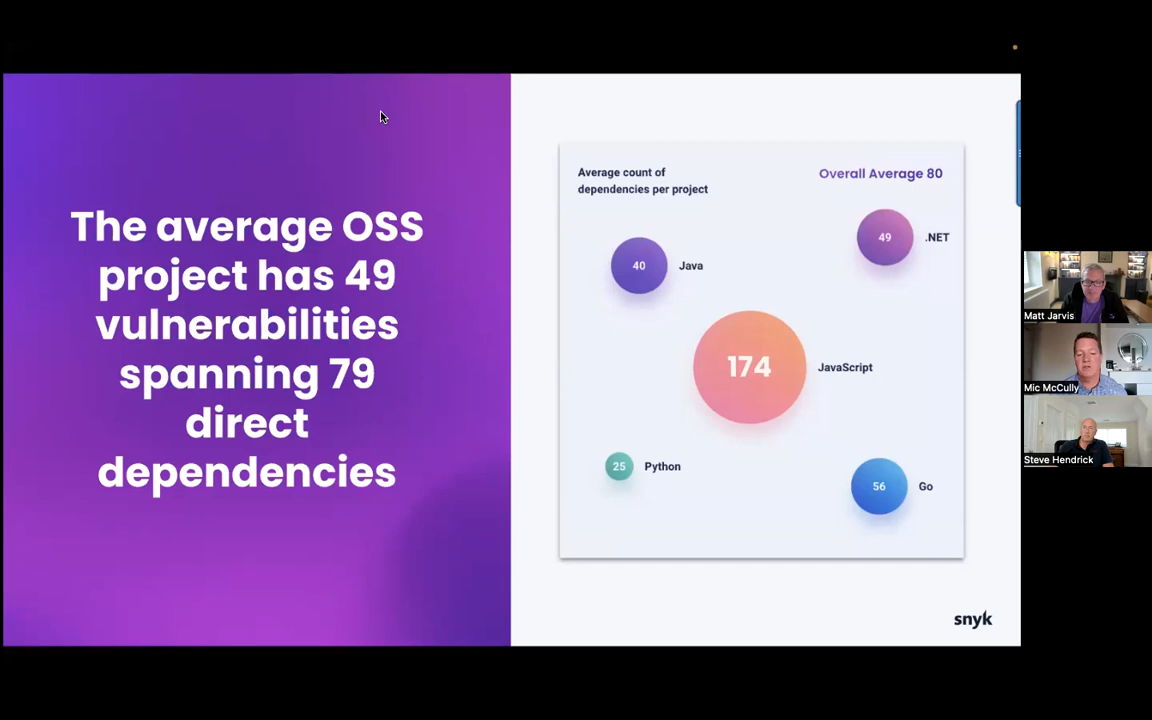 The average OSS
project has 49
vulnerabilities
spanning 79
direct
dependencies
Average count of
dependencies per project
Overall Average 80
49 .NET
40 Java
174 JavaScript
25 Python
56 Go
snyk
Matt Jarvis
Mic McCully
Steve Hendrick